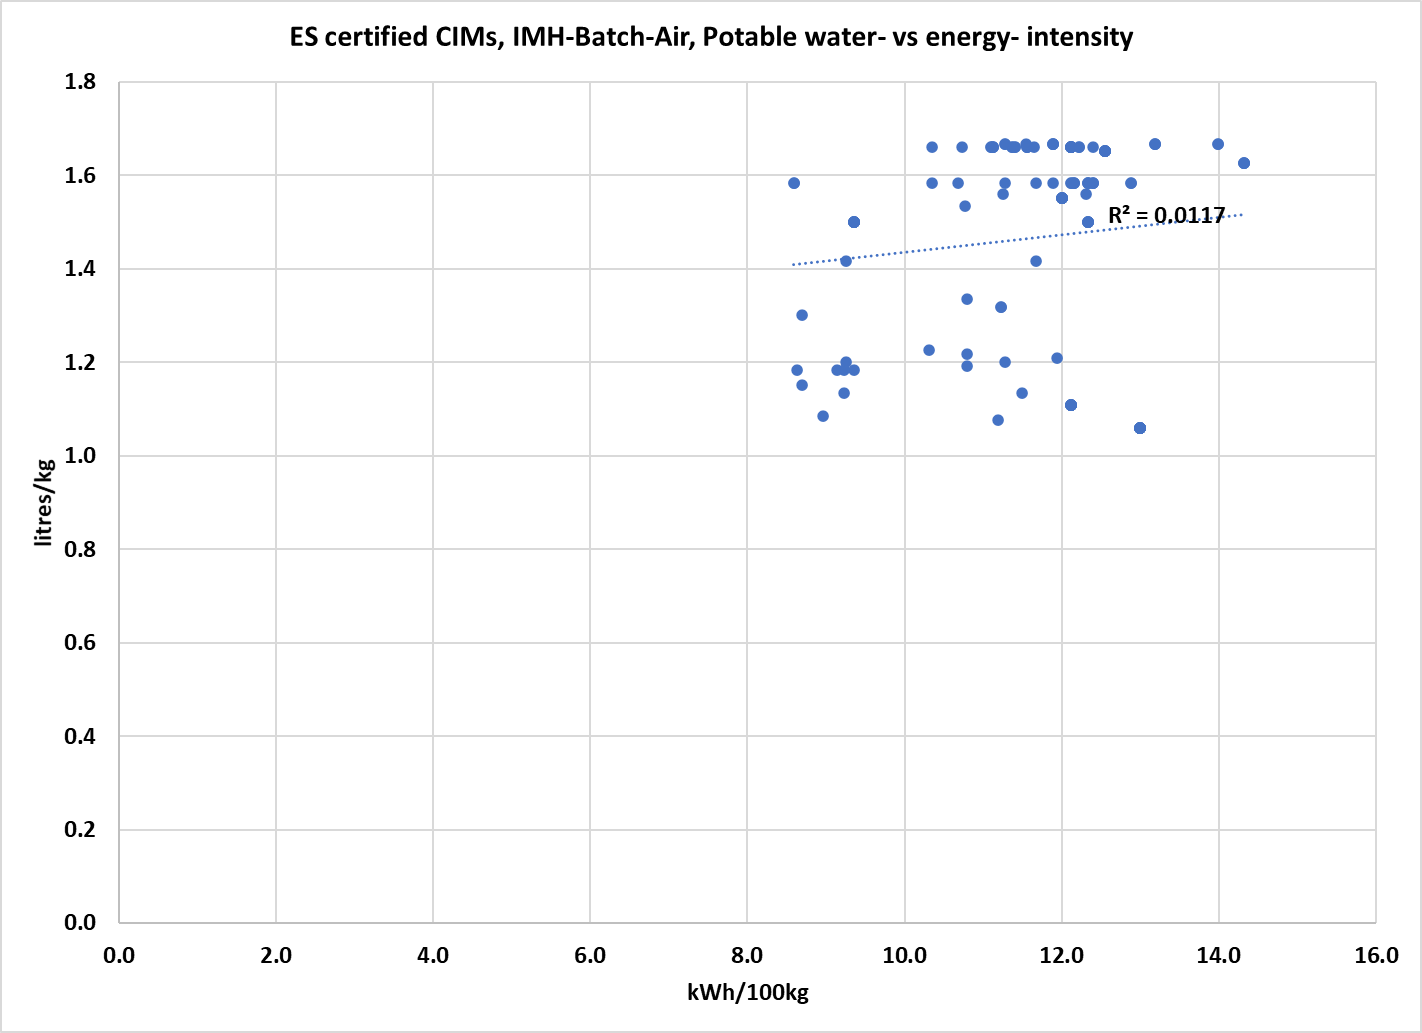 ES certified CIMs, IMH-Batch-Air, Potable water- vs energy- intensity
1.8
1.6
1.4
1.2
1.0
0.8
0.6
0.4
0.2
0.0
litres/kg
R² = 0.0117
0.0 2.0 4.0 6.0 8.0 10.0 12.0 14.0 16.0
kWh/100kg